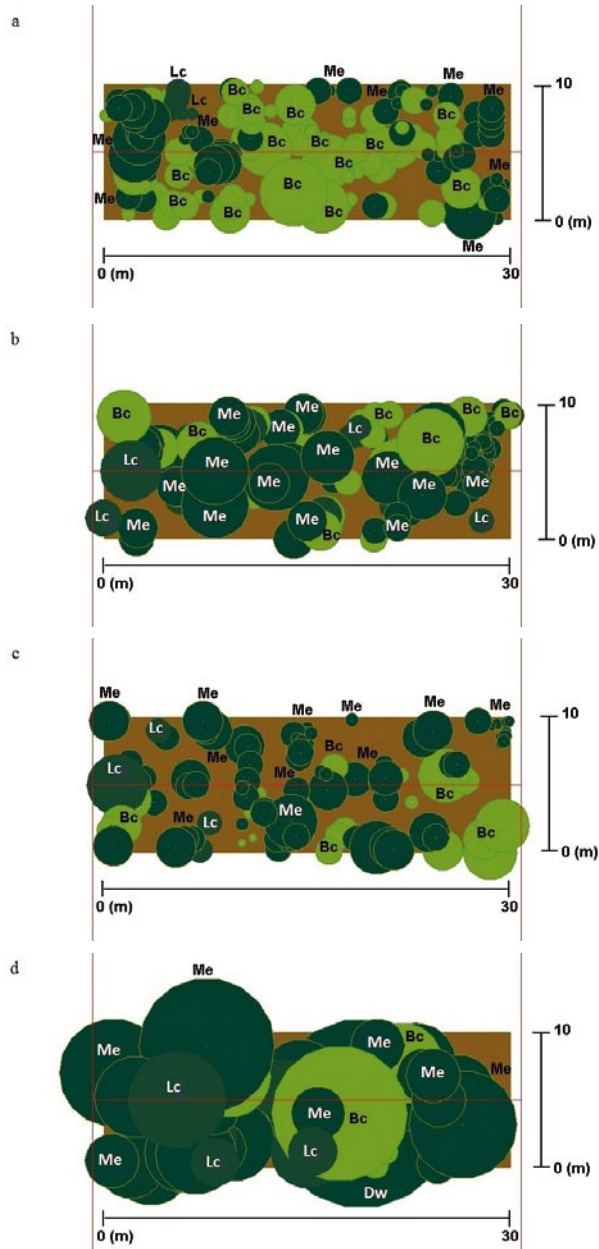 a
Lc Me Me
Bc Me Me 10
Lc Bc Bc
Me
Me Bc Bc Bc
Bc Me
Bc
Me Bc Bc Bc Bc Bc
Me 0 (m)
0 (m) 30
b
Bc Me Me Bc Bc Bc 10
Bc Me Lc
Lc Me Me Bc
Me Me Me Me Me
Lc Me Me Me Lc
Bc 0 (m)
0 (m) 30
c
Me Me Me Me Me Me 10
Lc
Lc Me Bc Me
Me Bc
Bc Me Lc Me Bc
Bc 0 (m)
0 (m) 30
d
Me
Me Me Bc 10
Lc Me Me
Me Bc
Me Lc Lc 0 (m)
Dw
0 (m) 30